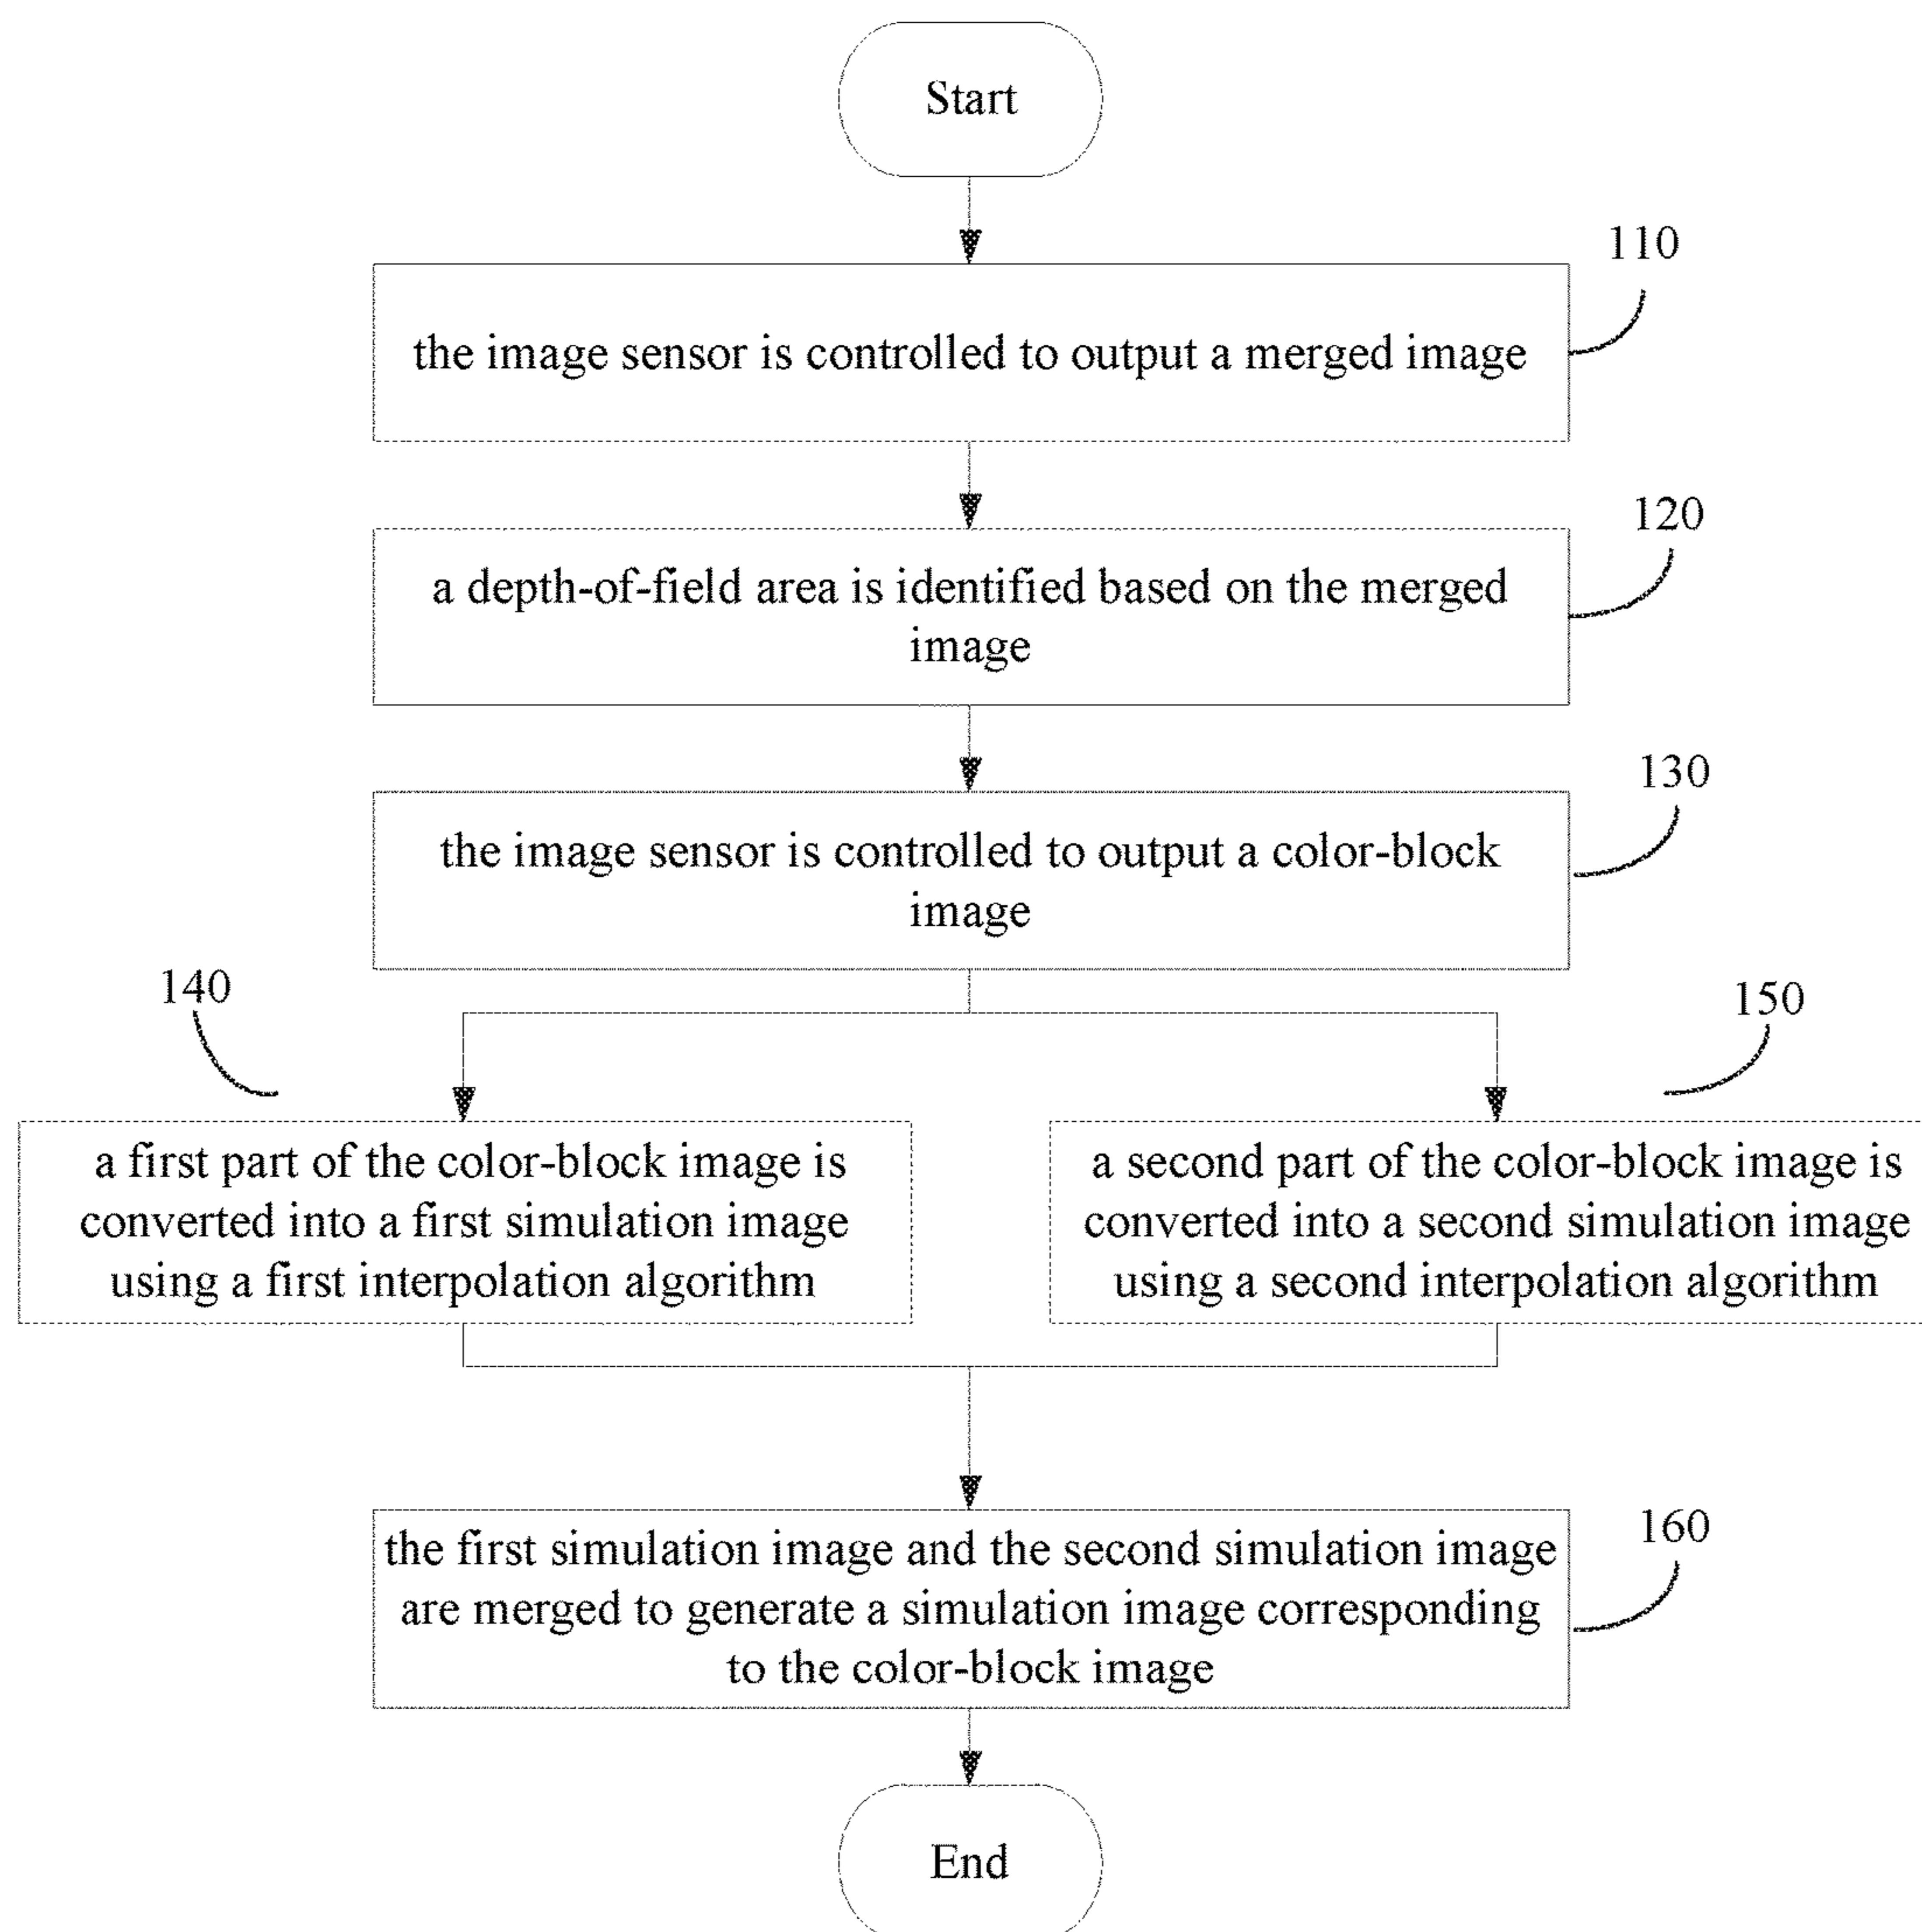 Start
110
the image sensor is controlled to output a merged image
120
a depth-of-field area is identified based on the merged
image
130
the image sensor is controlled to output a color-block
image
140
a first part of the color-block image is
converted into a first simulation image
using a first interpolation algorithm
150
a second part of the color-block image is
converted into a second simulation image
using a second interpolation algorithm
160
the first simulation image and the second simulation image
are merged to generate a simulation image corresponding
to the color-block image
End